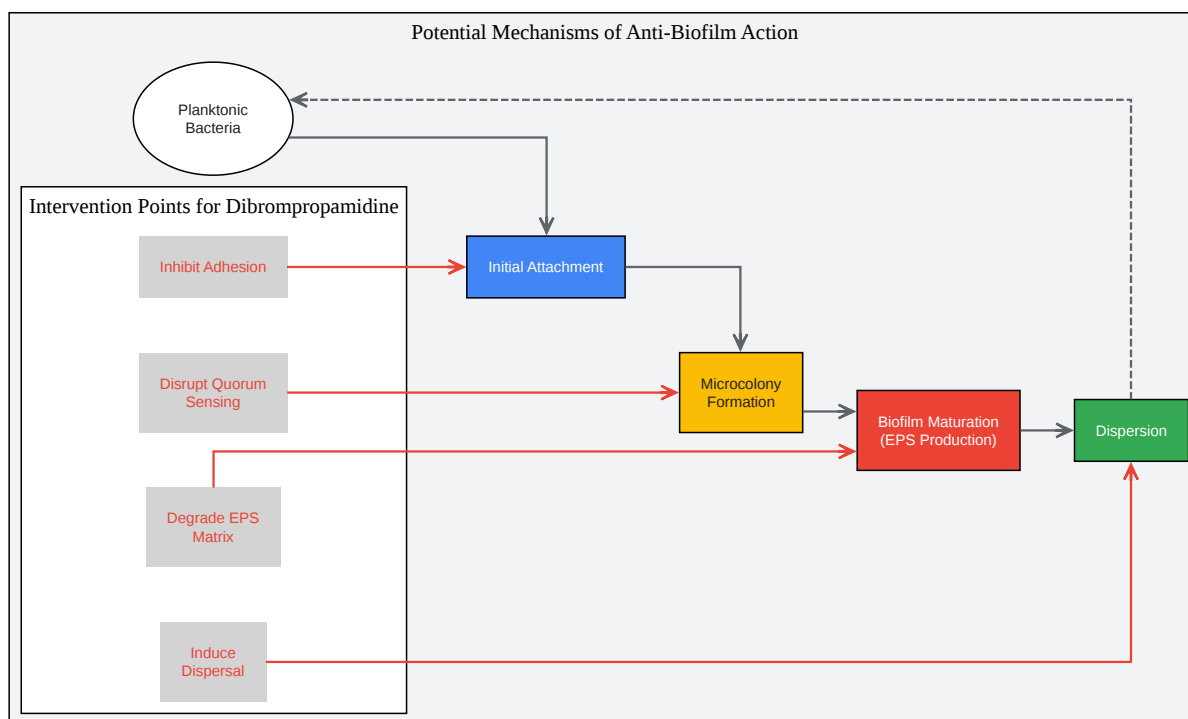 Potential Mechanisms of Anti-Biofilm Action
Planktonic
Bacteria
Intervention Points for Dibrompropamidine
Inhibit Adhesion
Initial Attachment
Disrupt Quorum
Sensing
Microcolony
Formation
Biofilm Maturation
(EPS Production)
Dispersion
Degrade EPS
Matrix
Induce
Dispersal